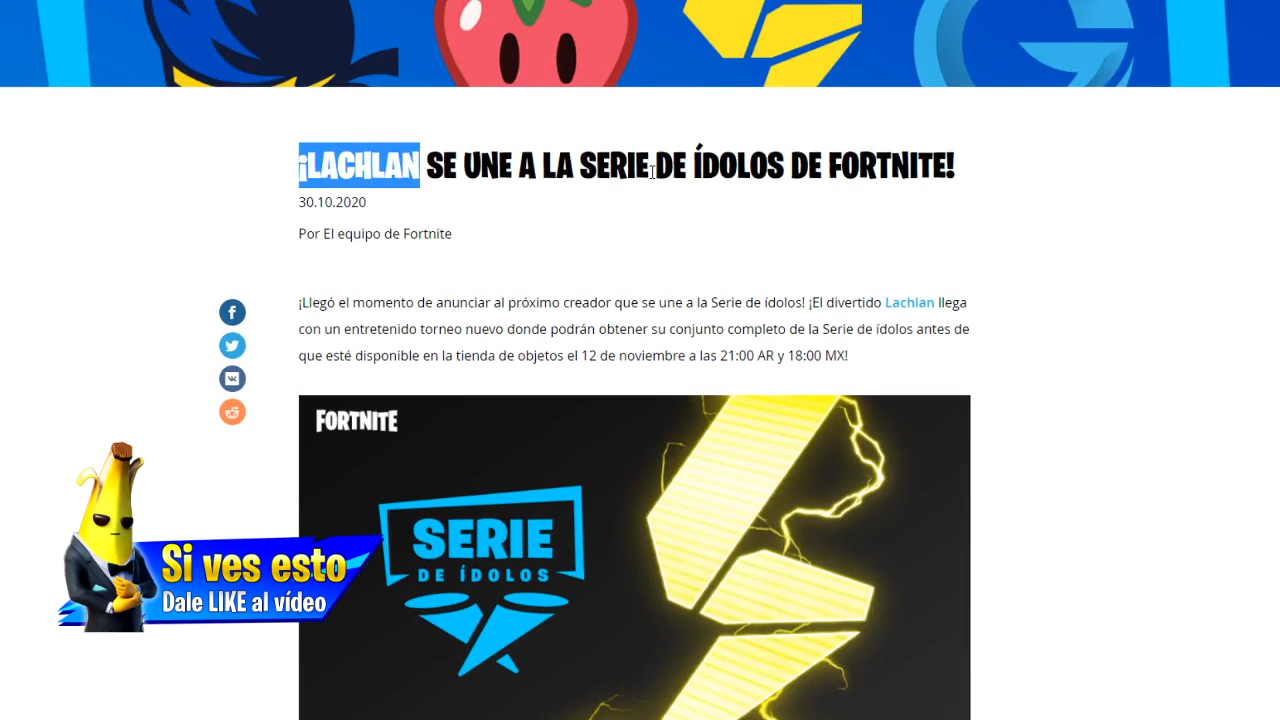 ¡LACHLAN SE UNE A LA SERIE DE ÍDOLOS DE FORTNITE!
30.10.2020
Por El equipo de Fortnite
¡Llegó el momento de anunciar al próximo creador que se une a la Serie de ídolos! ¡El divertido Lachlan llega
con un entretenido torneo nuevo donde podrán obtener su conjunto completo de la Serie de ídolos antes de
que esté disponible en la tienda de objetos el 12 de noviembre a las 21:00 AR y 18:00 MX!
FORTNITE
SERIE
DE ÍDOLOS
Si ves esto
Dale LIKE al vídeo